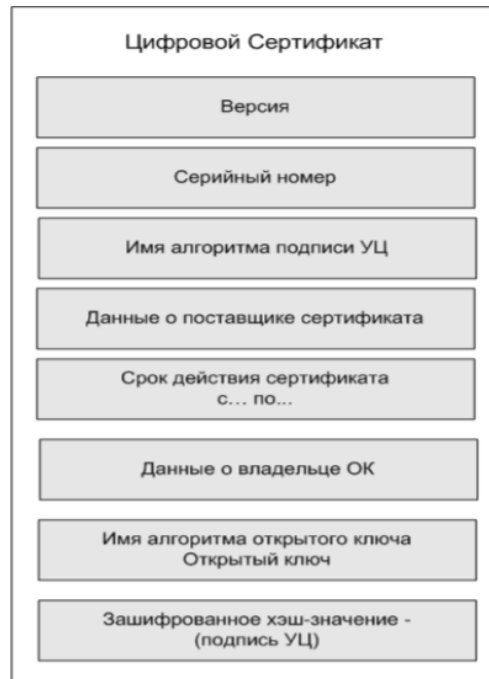 Цифровой Сертификат
Версия
Серийный номер
Имя алгоритма подписи УЦ
Данные о поставщике сертификата
Срок действия сертификата
с... по...
Данные о владельце ОК
Имя алгоритма открытого ключа
Открытый ключ
Зашифрованное хэш-значение -
(подпись УЦ)